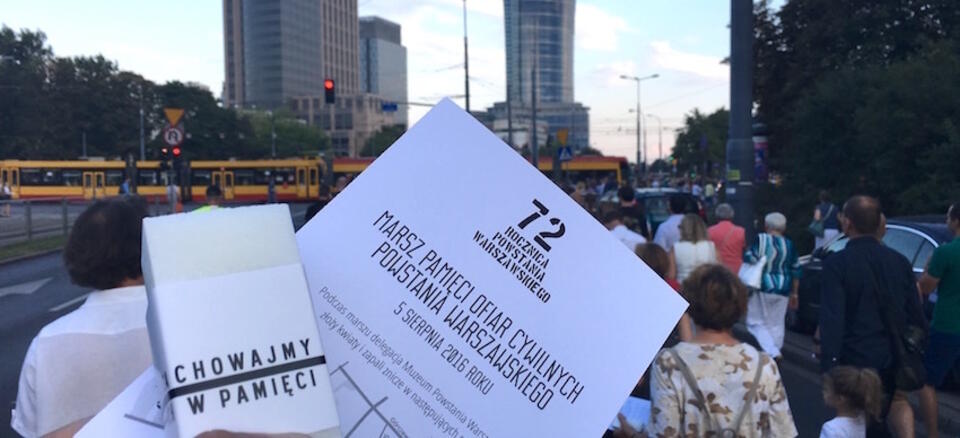 CHOWAJMY
W PAMIĘCI
72
ROCZNICA
POWSTANIA
WARSZAWSKIEGO
MARSZ PAMIĘCI OFIAR CYWILNYCH
POWSTANIA WARSZAWSKIEGO
5 SIERPNIA 2016 ROKU
Podczas marszu delegacja Muzeum Powstania Warsz
złoży kwiaty i zapali znicze w następujących